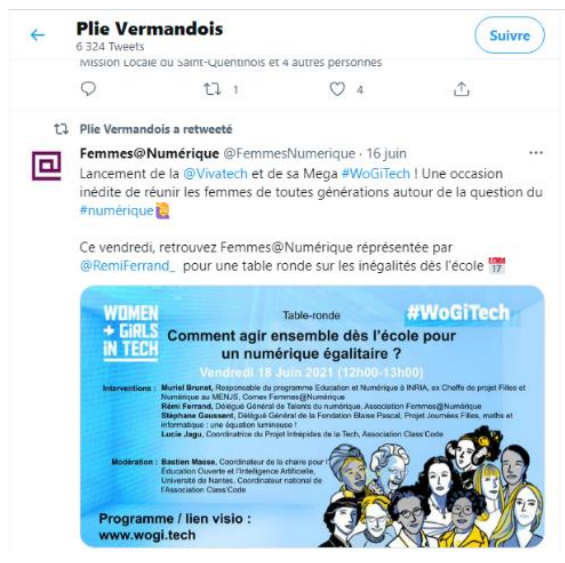 Plie Vermandois
6 324 Tweets
Suivre
Mission Locale du Saint-Quentinois et 4 autres personnes
1
4
Plie Vermandois a retweeté
Femmes@Numérique @FemmesNumerique · 16 juin
Lancement de la @Vivatech et de sa Mega #WoGiTech ! Une occasion
inédite de réunir les femmes de toutes générations autour de la question du
#numérique
Ce vendredi, retrouvez Femmes@Numérique réprésentée par
@RemiFerrand_ pour une table ronde sur les inégalités dès l'école
WOMEN
+ GIRLS
IN TECH
Table-ronde
#WoGiTech
Comment agir ensemble dès l'école pour
un numérique égalitaire ?
Vendredi 18 Juin 2021 (12h00-13h00)
Interventions : Muriel Brunet, Responsable du programme Education et Numérique à INRIA, ex Cheffe de projet Filles et
Numérique au MENJS, Comex Femmes@Numérique
Rémi Ferrand, Délégué Général de Talents du numérique, Association Femmes@Numérique
Stéphane Gaussent, Délégué Général de la Fondation Blaise Pascal, Projet Journées Filles, maths et
informatique : une équation lumineuse !
Lucie Jagu, Coordinatrice du Projet Intrépides de la Tech, Association Class'Code
Modération : Bastien Masse, Coordinateur de la chaire pour l'
Éducation Ouverte et l'Intelligence Artificielle,
Université de Nantes, Coordinateur national de
l'Association Class'Code
Programme / lien visio :
www.wogi.tech